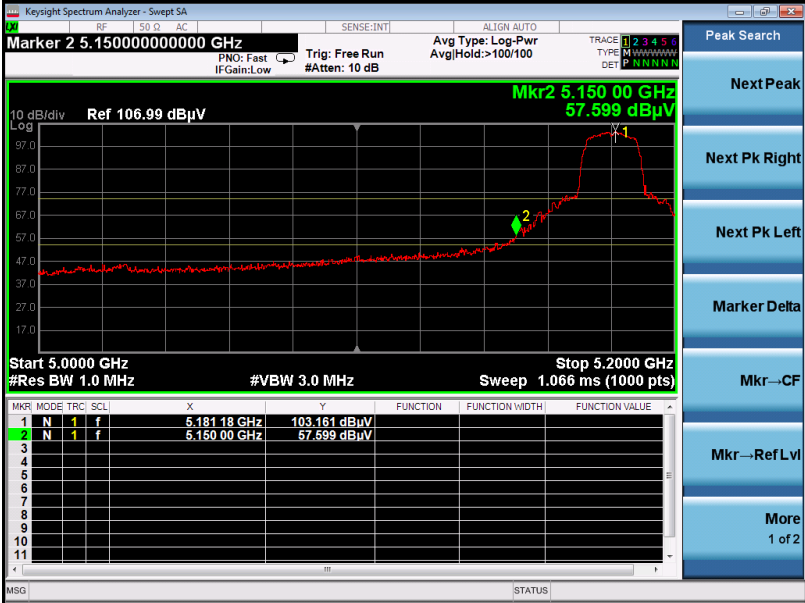 Keysight Spectrum Analyzer - Swept SA
LXI RF 50 Ω AC SENSE:INT ALIGN AUTO
Marker 2 5.150000000000 GHz
PNO: Fast
IFGain:Low
Trig: Free Run
#Atten: 10 dB
Avg Type: Log-Pwr
Avg|Hold:>100/100
TRACE 1 2 3 4 5 6
TYPE M WWWWW
DET P N N N N N
Mkr2 5.150 00 GHz
57.599 dBµV
10 dB/div Ref 106.99 dBµV
Log
97.0
87.0
77.0
67.0
57.0
47.0
37.0
27.0
17.0
1
2
Start 5.0000 GHz Stop 5.2000 GHz
#Res BW 1.0 MHz #VBW 3.0 MHz Sweep 1.066 ms (1000 pts)
MKR MODE TRC SCL X Y FUNCTION FUNCTION WIDTH FUNCTION VALUE
1 N 1 f 5.181 18 GHz 103.161 dBµV
2 N 1 f 5.150 00 GHz 57.599 dBµV
3
4
5
6
7
8
9
10
11
MSG STATUS
Peak Search
Next Peak
Next Pk Right
Next Pk Left
Marker Delta
Mkr→CF
Mkr→Ref Lvl
More
1 of 2